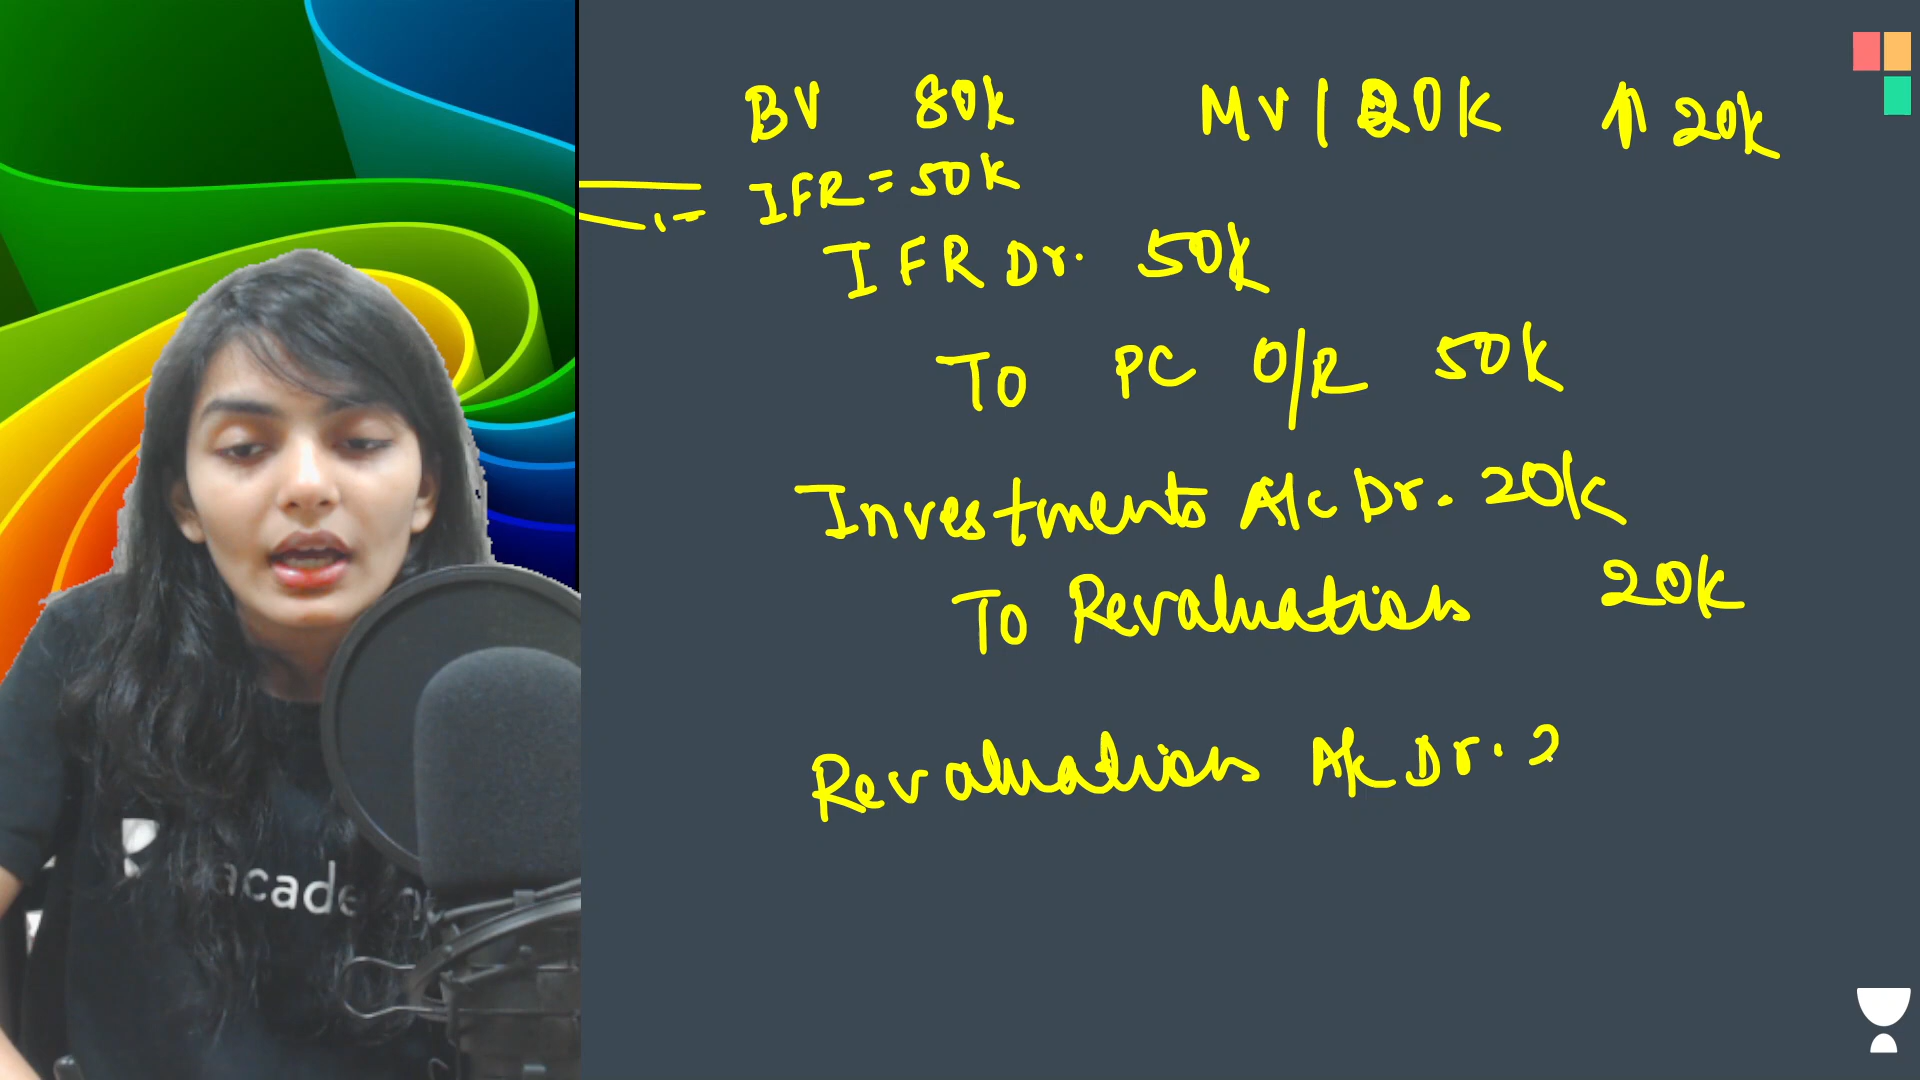 BV 80k MV 120k ↑ 20k
IFR = 50k
IFR Dr. 50k
To PC O/R 50k
Investments A/c Dr. 20k
To Revaluation 20k
Revaluation A/c Dr. 2
acade